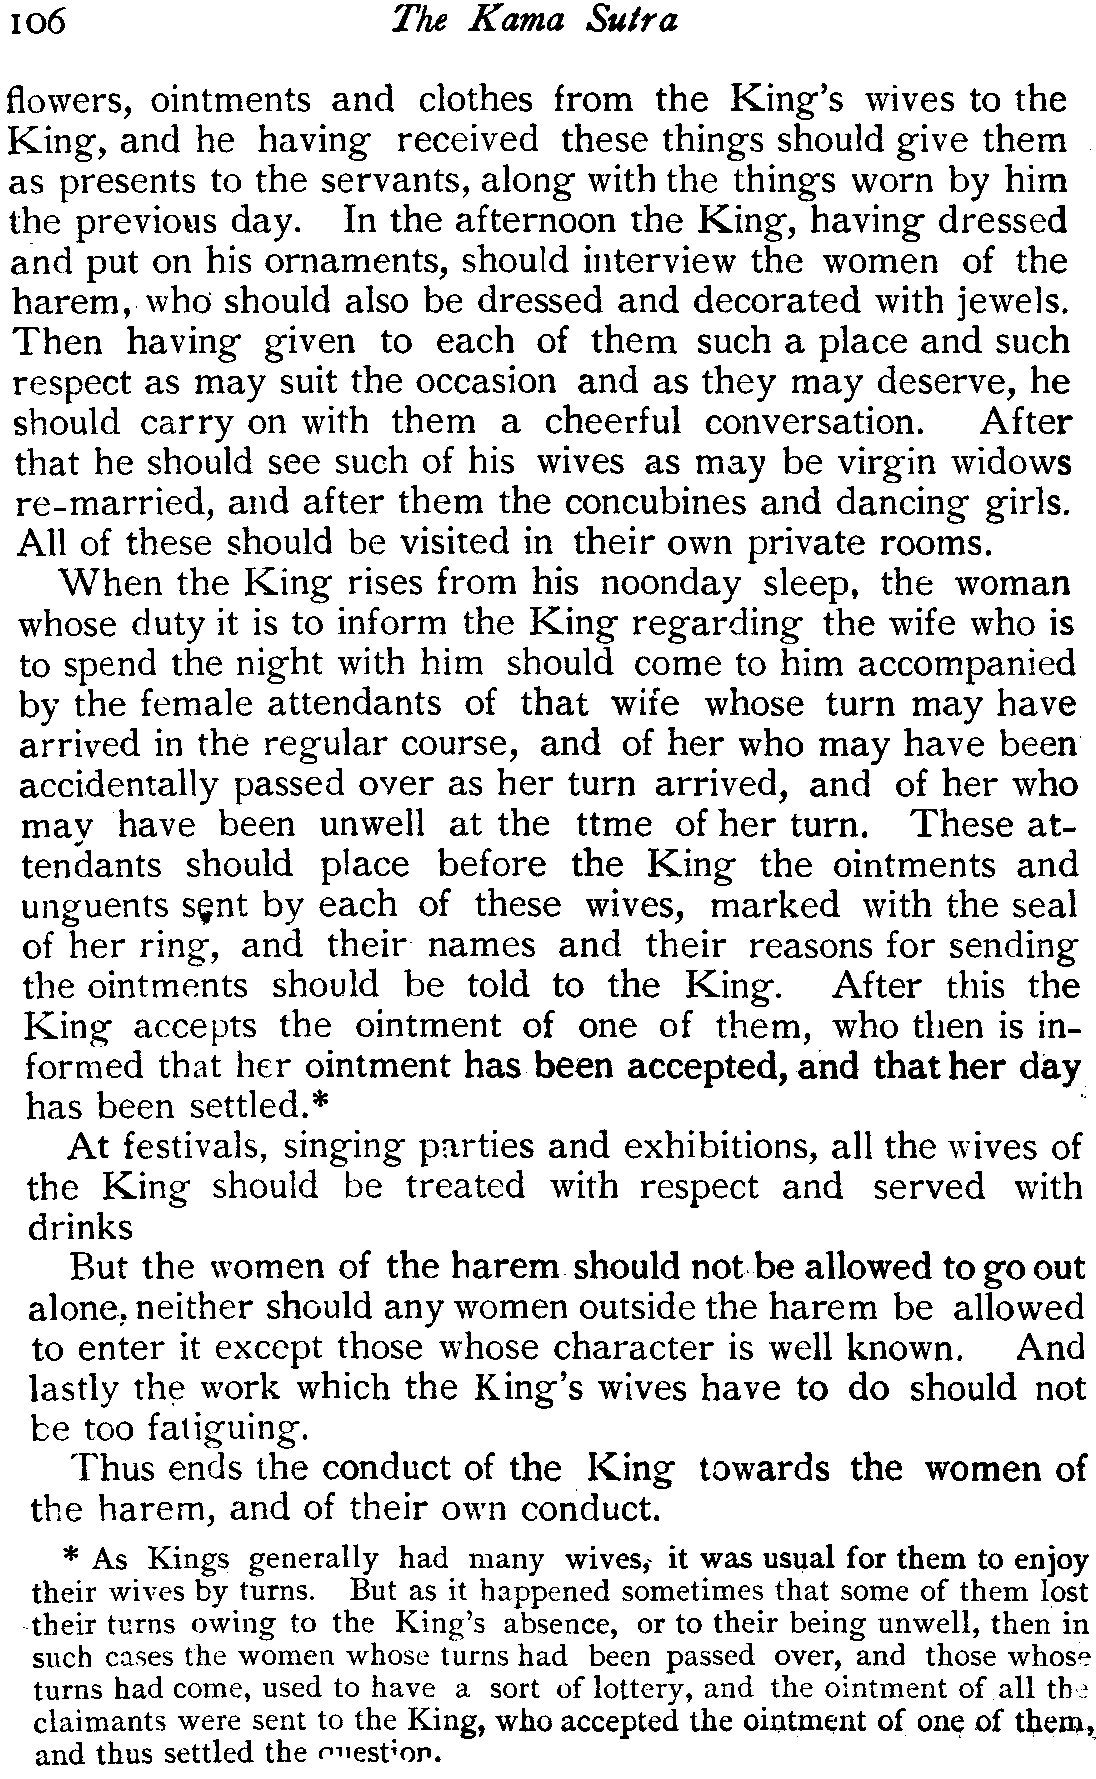 106 The Kama Sutra
flowers, ointments and clothes from the King's wives to the
King, and he having received these things should give them
as presents to the servants, along with the things worn by him
the previous day. In the afternoon the King, having dressed
and put on his ornaments, should interview the women of the
harem, who should also be dressed and decorated with jewels.
Then having given to each of them such a place and such
respect as may suit the occasion and as they may deserve, he
should carry on with them a cheerful conversation. After
that he should see such of his wives as may be virgin widows
re-married, and after them the concubines and dancing girls.
All of these should be visited in their own private rooms.
When the King rises from his noonday sleep, the woman
whose duty it is to inform the King regarding the wife who is
to spend the night with him should come to him accompanied
by the female attendants of that wife whose turn may have
arrived in the regular course, and of her who may have been
accidentally passed over as her turn arrived, and of her who
may have been unwell at the ttme of her turn. These at-
tendants should place before the King the ointments and
unguents sent by each of these wives, marked with the seal
of her ring, and their names and their reasons for sending
the ointments should be told to the King. After this the
King accepts the ointment of one of them, who then is in-
formed that her ointment has been accepted, and that her day
has been settled.*
At festivals, singing parties and exhibitions, all the wives of
the King should be treated with respect and served with
drinks
But the women of the harem should not be allowed to go out
alone, neither should any women outside the harem be allowed
to enter it except those whose character is well known. And
lastly the work which the King's wives have to do should not
be too fatiguing.
Thus ends the conduct of the King towards the women of
the harem, and of their own conduct.
* As Kings generally had many wives, it was usual for them to enjoy
their wives by turns. But as it happened sometimes that some of them lost
their turns owing to the King's absence, or to their being unwell, then in
such cases the women whose turns had been passed over, and those whose
turns had come, used to have a sort of lottery, and the ointment of all the
claimants were sent to the King, who accepted the ointment of one of them,
and thus settled the question.